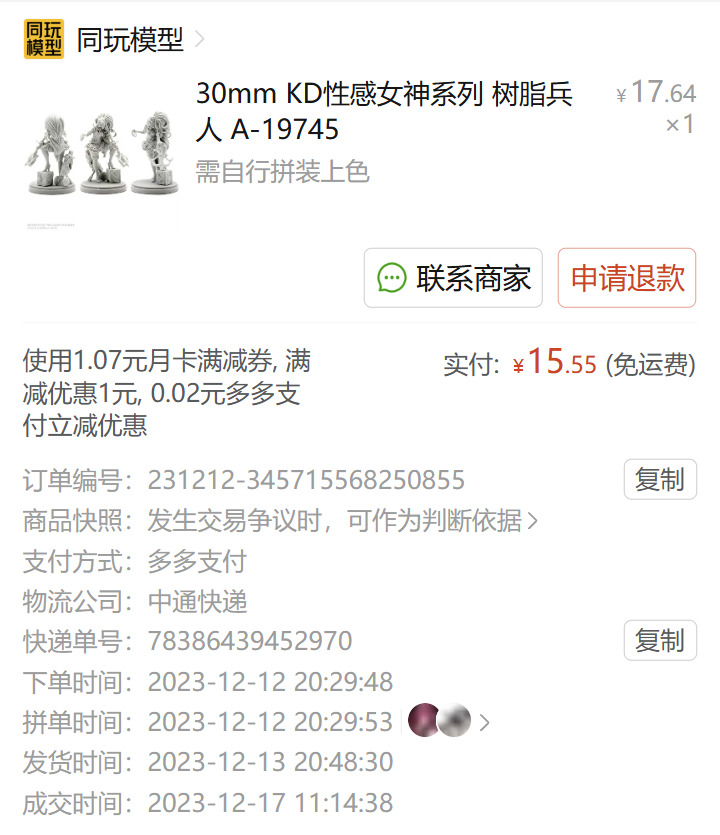 同玩
模型
同玩模型
30mm KD性感女神系列 树脂兵
人 A-19745
需自行拼装上色
¥17.64
×1
联系商家
申请退款
使用1.07元月卡满减券, 满
减优惠1元, 0.02元多多支
付立减优惠
实付: ¥15.55 (免运费)
订单编号: 231212-345715568250855
复制
商品快照: 发生交易争议时，可作为判断依据
支付方式: 多多支付
物流公司: 中通快递
快递单号: 78386439452970
复制
下单时间: 2023-12-12 20:29:48
拼单时间: 2023-12-12 20:29:53
发货时间: 2023-12-13 20:48:30
成交时间: 2023-12-17 11:14:38